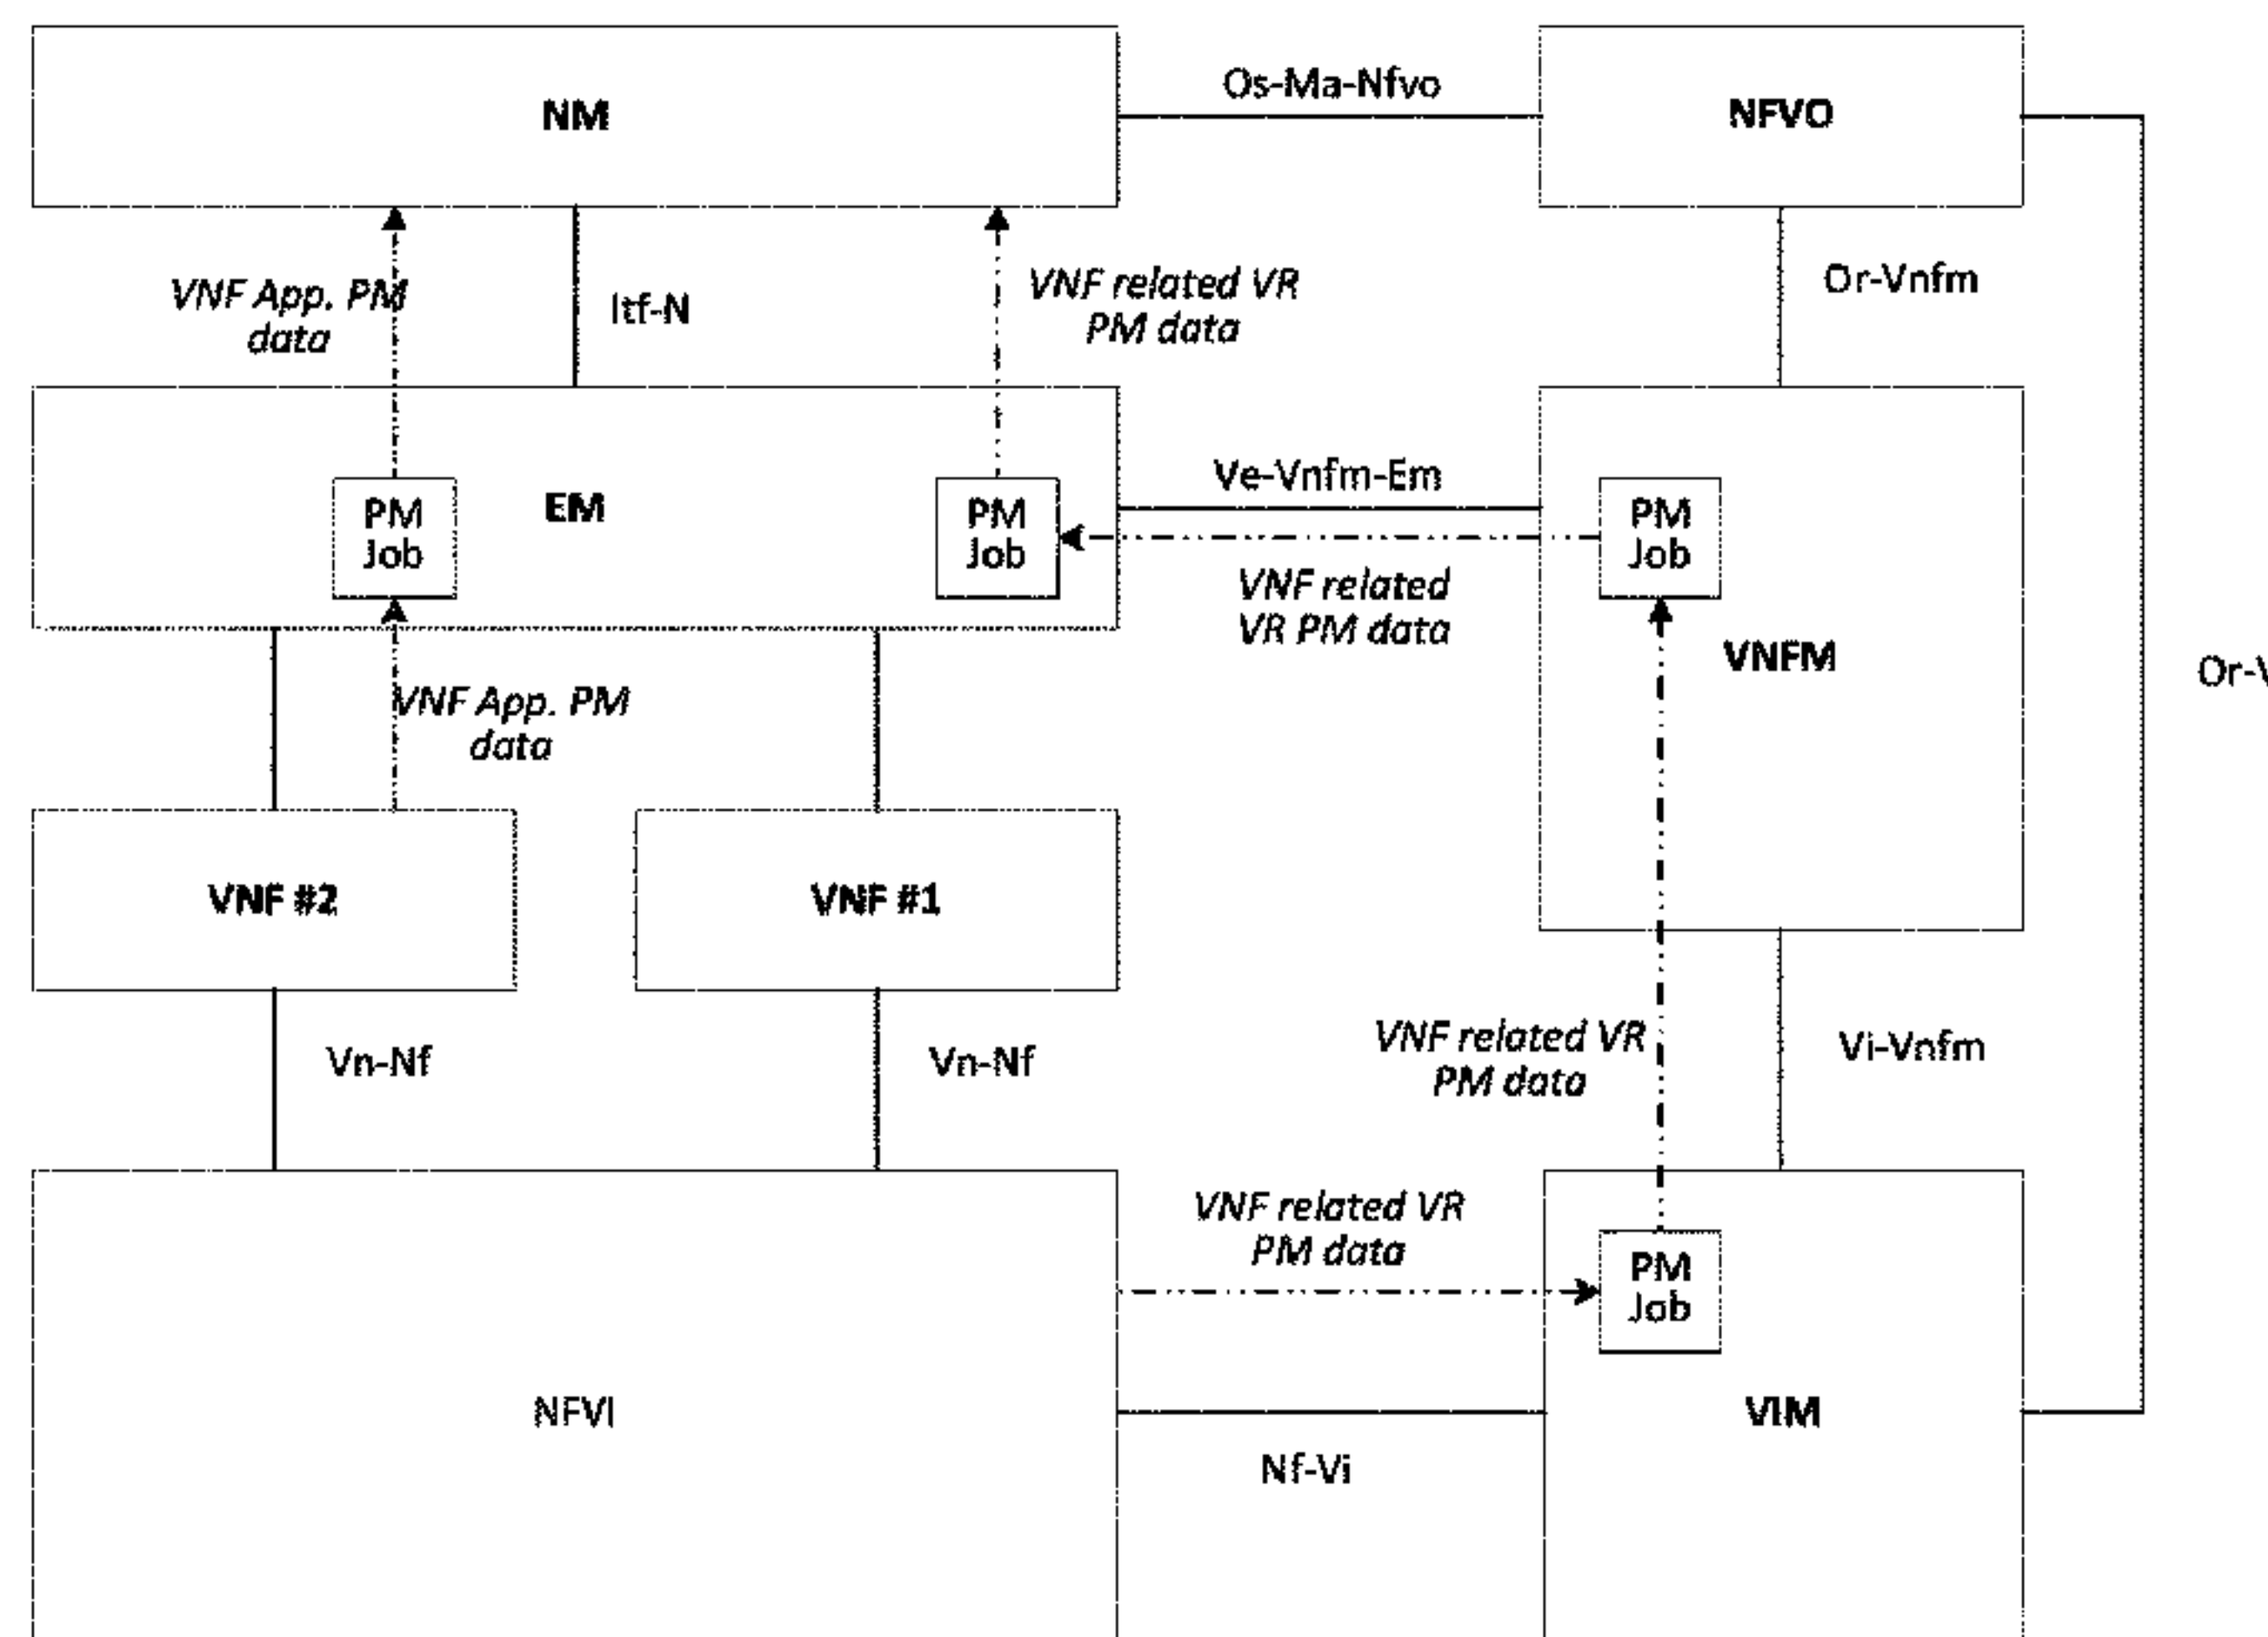 NM
Os-Ma-Nfvo
NFVO
VNF App. PM
data
Itf-N
VNF related VR
PM data
Or-Vnfm
EM
PM
Job
PM
Job
Ve-Vnfm-Em
PM
Job
VNF related
VR PM data
VNFM
VNF App. PM
data
VNF #2
VNF #1
Vn-Nf
Vn-Nf
VNF related VR
PM data
Vi-Vnfm
VNF related VR
PM data
PM
Job
NFVI
VIM
Nf-Vi